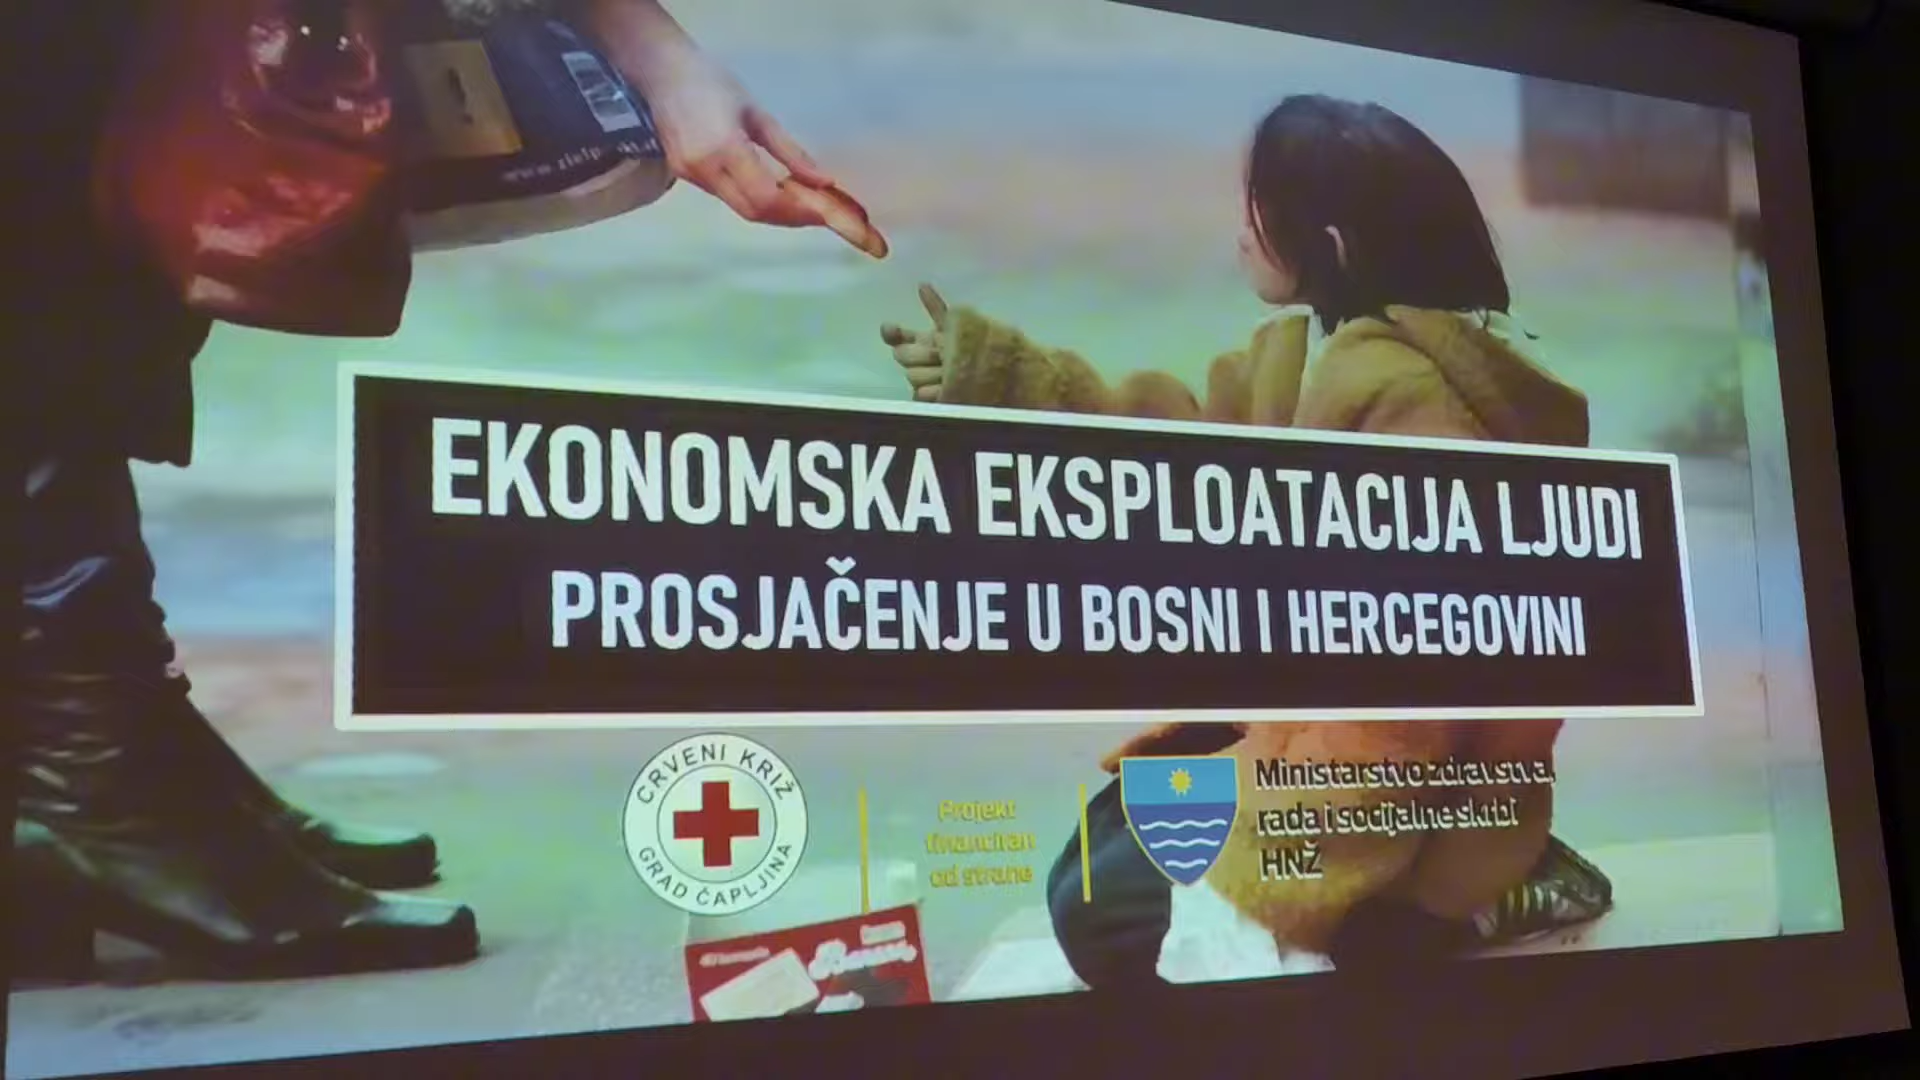 EKONOMSKA EKSPLOATACIJA LJUDI
PROSJAČENJE U BOSNI I HERCEGOVINI
CRVENI KRIŽ
GRAD ČAPLJINA
Projekt
financiran
od strane
Ministarstvo zdravstva,
rada i socijalne skrbi
HNŽ